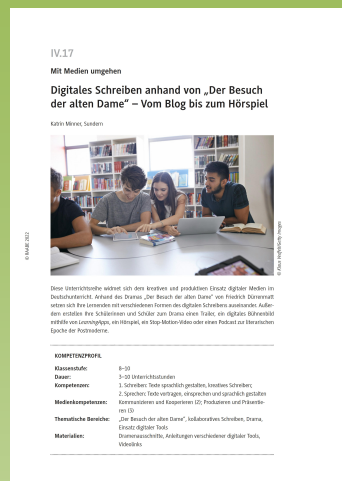 IV.17
Mit Medien umgehen
Digitales Schreiben anhand von „Der Besuch
der alten Dame“ – Vom Blog bis zum Hörspiel
Katrin Minner, Sundern
© RAABE 2022
© Klaus Vedfelt/Getty Images
Diese Unterrichtsreihe widmet sich dem kreativen und produktiven Einsatz digitaler Medien im
Deutschunterricht. Anhand des Dramas „Der Besuch der alten Dame“ von Friedrich Dürrenmatt
setzen sich Ihre Lernenden mit verschiedenen Formen des digitalen Schreibens auseinander. Außer-
dem erstellen Ihre Schülerinnen und Schüler zum Drama einen Trailer, ein digitales Bühnenbild
mithilfe von LearningApps, ein Hörspiel, ein Stop-Motion-Video oder einen Podcast zur literarischen
Epoche der Postmoderne.
KOMPETENZPROFIL
Klassenstufe: 8–10
Dauer: 3–10 Unterrichtsstunden
Kompetenzen: 1. Schreiben: Texte sprachlich gestalten, kreatives Schreiben;
2. Sprechen: Texte vortragen, einsprechen und sprachlich gestalten
Medienkompetenzen: Kommunizieren und Kooperieren (2); Produzieren und Präsentie-
ren (3)
Thematische Bereiche: „Der Besuch der alten Dame“, kollaboratives Schreiben, Drama,
Einsatz digitaler Tools
Materialien: Dramenausschnitte, Anleitungen verschiedener digitaler Tools,
Videolinks